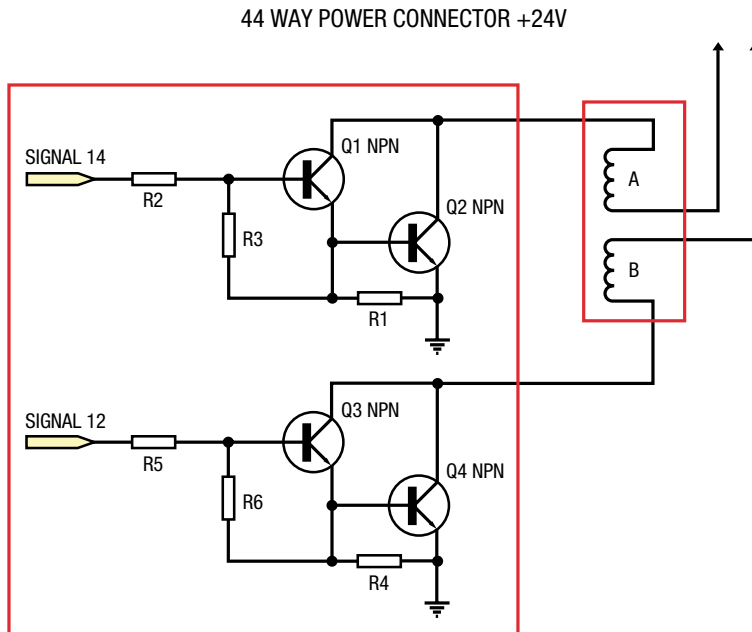 44 WAY POWER CONNECTOR +24V
SIGNAL 14
R2
R3
Q1 NPN
Q2 NPN
R1
A
B
SIGNAL 12
R5
R6
Q3 NPN
Q4 NPN
R4